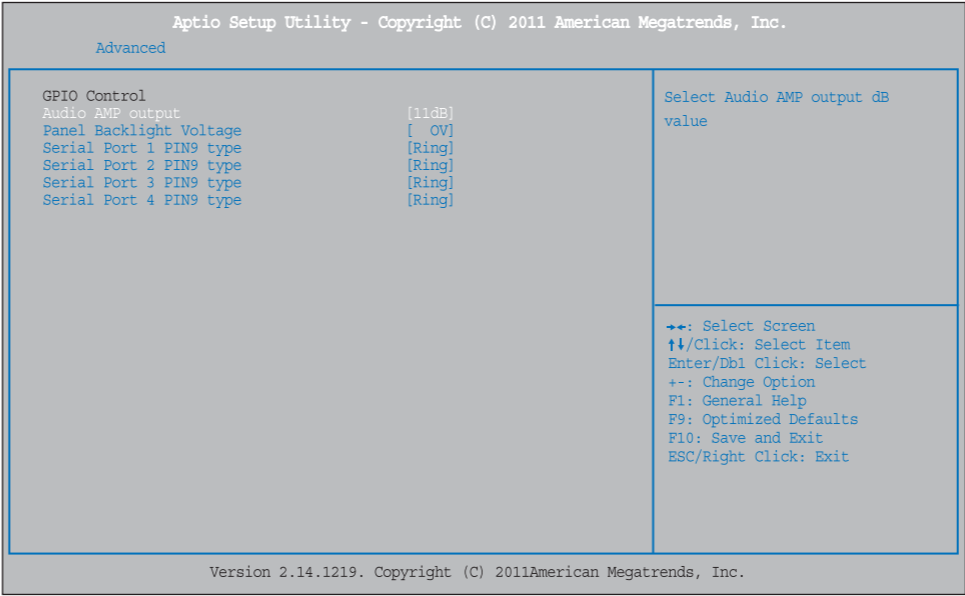 Aptio Setup Utility - Copyright (C) 2011 American Megatrends, Inc.
Advanced
GPIO Control
Audio AMP output [11dB]
Panel Backlight Voltage [ OV]
Serial Port 1 PIN9 type [Ring]
Serial Port 2 PIN9 type [Ring]
Serial Port 3 PIN9 type [Ring]
Serial Port 4 PIN9 type [Ring]
Select Audio AMP output dB
value
→←: Select Screen
↑↓/Click: Select Item
Enter/Db1 Click: Select
+-: Change Option
F1: General Help
F9: Optimized Defaults
F10: Save and Exit
ESC/Right Click: Exit
Version 2.14.1219. Copyright (C) 2011American Megatrends, Inc.